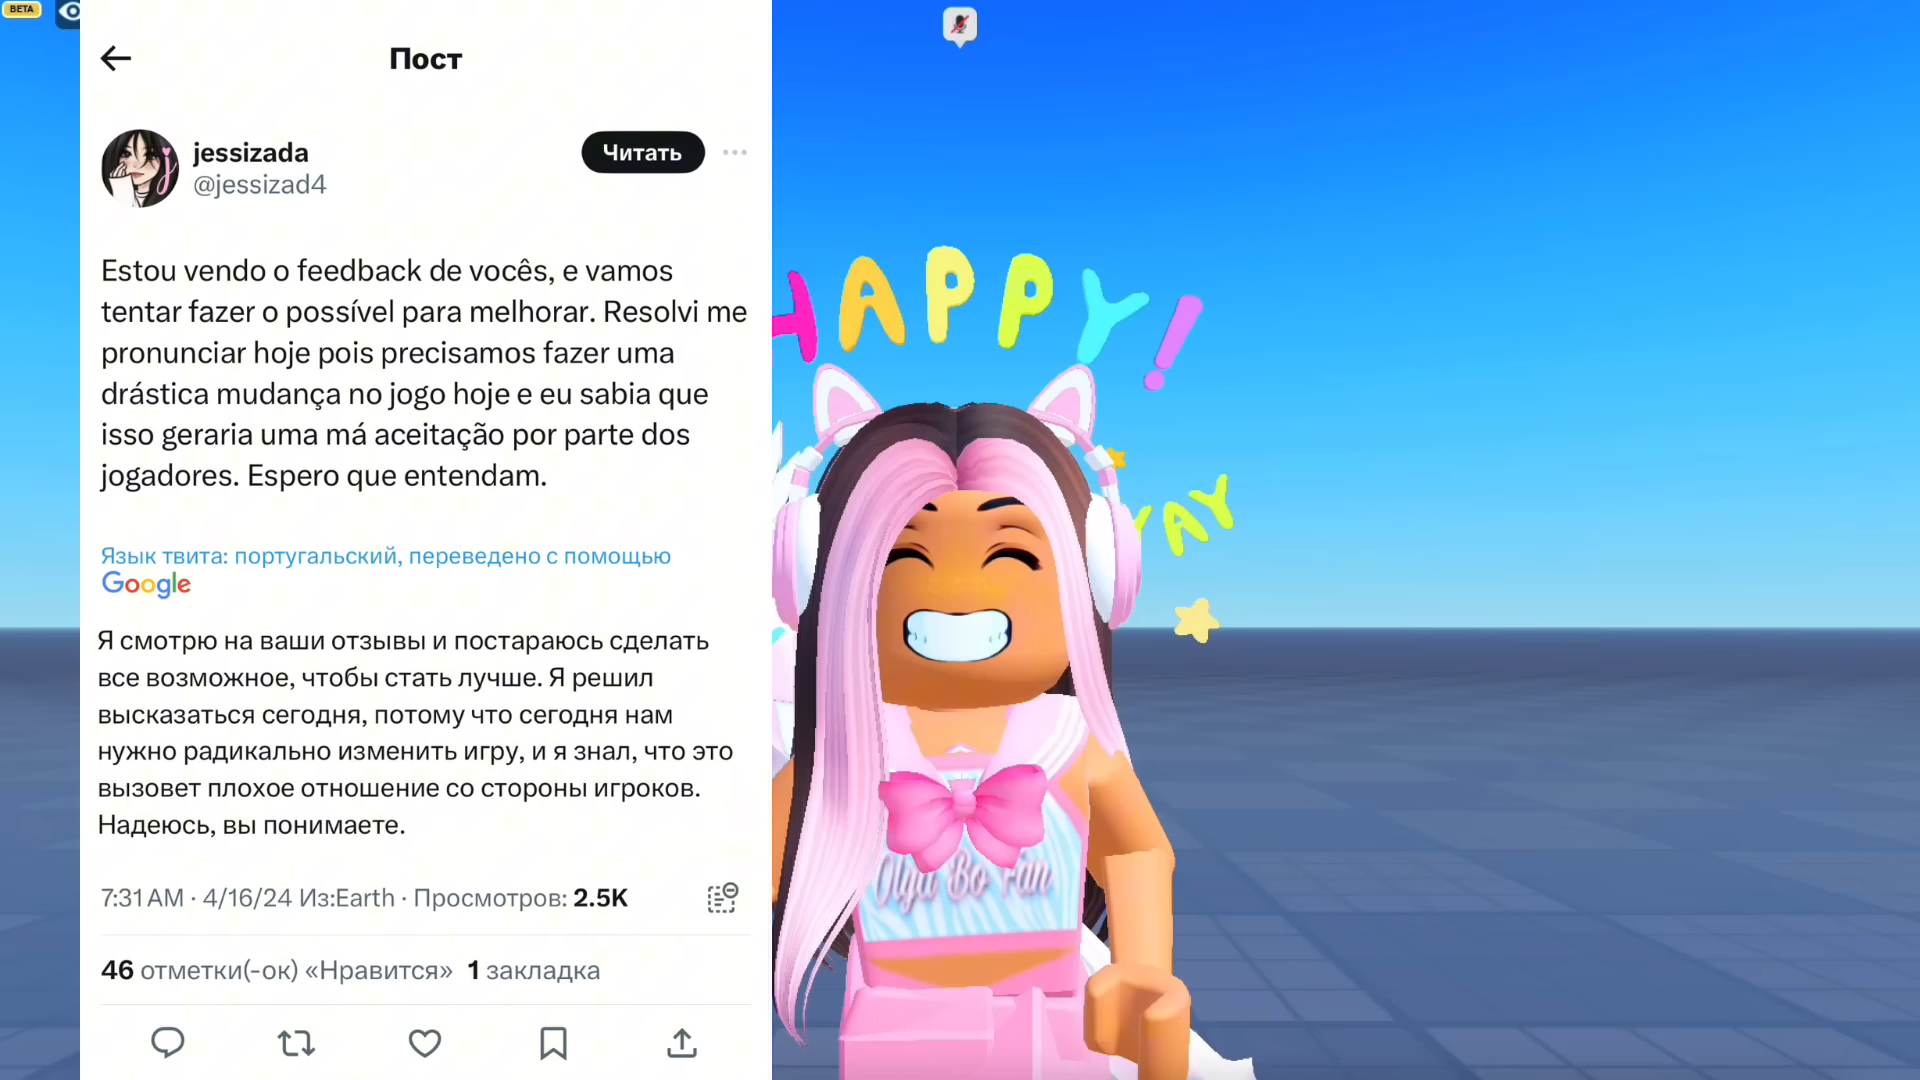 BETA
Пост
jessizada
@jessizad4
Читать
Estou vendo o feedback de vocês, e vamos
tentar fazer o possível para melhorar. Resolvi me
pronunciar hoje pois precisamos fazer uma
drástica mudança no jogo hoje e eu sabia que
isso geraria uma má aceitação por parte dos
jogadores. Espero que entendam.
Язык твита: португальский, переведено с помощью
Google
Я смотрю на ваши отзывы и постараюсь сделать
все возможное, чтобы стать лучше. Я решил
высказаться сегодня, потому что сегодня нам
нужно радикально изменить игру, и я знал, что это
вызовет плохое отношение со стороны игроков.
Надеюсь, вы понимаете.
7:31 AM · 4/16/24 Из:Earth · Просмотров: 2.5K
46 отметки(-ок) «Нравится» 1 закладка
HAPPY!
YAY
Olya Bo Fan